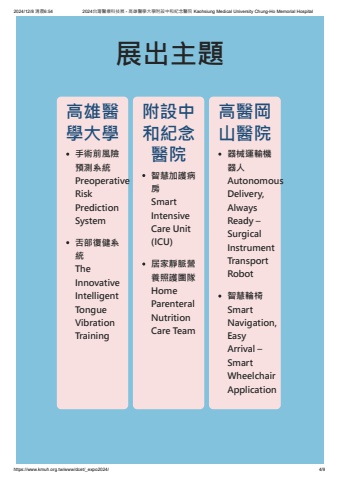 2024/12/9 清晨6:54
2024台灣醫療科技展 - 高雄醫學大學附設中和紀念醫院 Kaohsiung Medical University Chung-Ho Memorial Hospital
展出主題
高雄醫
學大學
• 手術前風險
預測系統
Preoperative
Risk
Prediction
System
• 舌部復健系
統
The
Innovative
Intelligent
Tongue
Vibration
Training
附設中
和紀念
醫院
• 智慧加護病
房
Smart
Intensive
Care Unit
(ICU)
• 居家靜脈營
養照護團隊
Home
Parenteral
Nutrition
Care Team
高醫岡
山醫院
• 器械運輸機
器人
Autonomous
Delivery,
Always
Ready –
Surgical
Instrument
Transport
Robot
• 智慧輪椅
Smart
Navigation,
Easy
Arrival –
Smart
Wheelchair
Application
https://www.kmuh.org.tw/www/dcct/_expo2024/
4/9